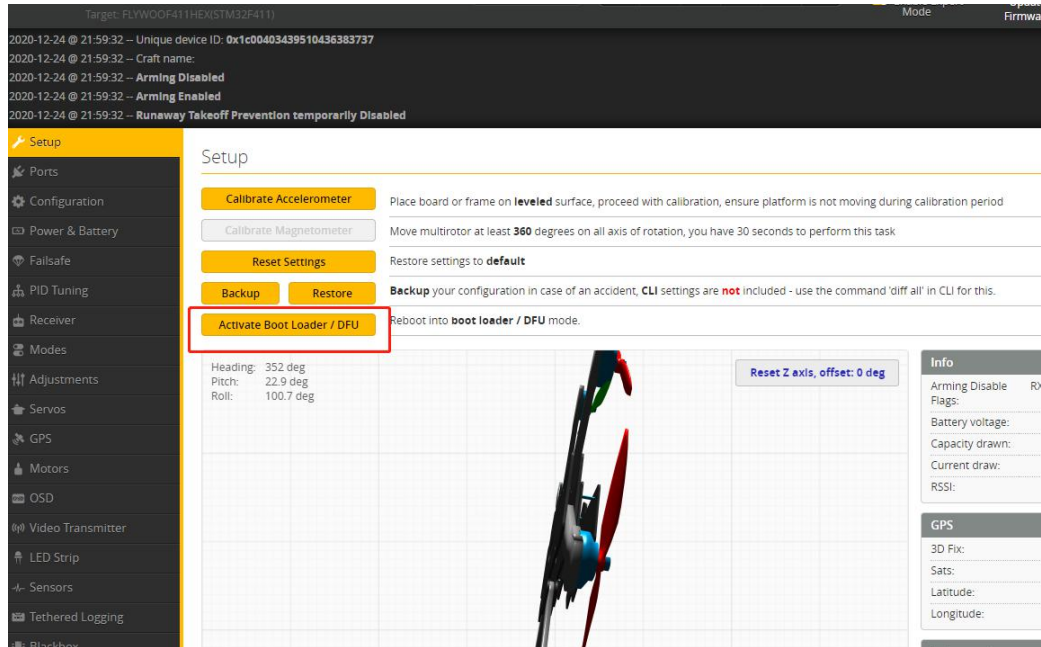 Target: FLYWOOF411HEX(STM32F411)
Mode
2020-12-24 @ 21:59:32 -- Unique device ID: 0x1c00403439510436383737
2020-12-24 @ 21:59:32 -- Craft name:
2020-12-24 @ 21:59:32 -- Arming Disabled
2020-12-24 @ 21:59:32 -- Arming Enabled
2020-12-24 @ 21:59:32 -- Runaway Takeoff Prevention temporarily Disabled
Setup
Ports
Configuration
Power & Battery
Failsafe
PID Tuning
Receiver
Modes
Adjustments
Servos
GPS
Motors
OSD
Video Transmitter
LED Strip
Sensors
Tethered Logging
Blackbox
Setup
Calibrate Accelerometer
Place board or frame on leveled surface, proceed with calibration, ensure platform is not moving during calibration period
Calibrate Magnetometer
Move multirotor at least 360 degrees on all axis of rotation, you have 30 seconds to perform this task
Reset Settings
Restore settings to default
Backup Restore
Backup your configuration in case of an accident, CLI settings are not included - use the command 'diff all' in CLI for this.
Activate Boot Loader / DFU
Reboot into boot loader / DFU mode.
Heading: 352 deg
Pitch: 22.9 deg
Roll: 100.7 deg
Reset Z axis, offset: 0 deg
Info
Arming Disable RX
Flags:
Battery voltage:
Capacity drawn:
Current draw:
RSSI:
GPS
3D Fix:
Sats:
Latitude:
Longitude: